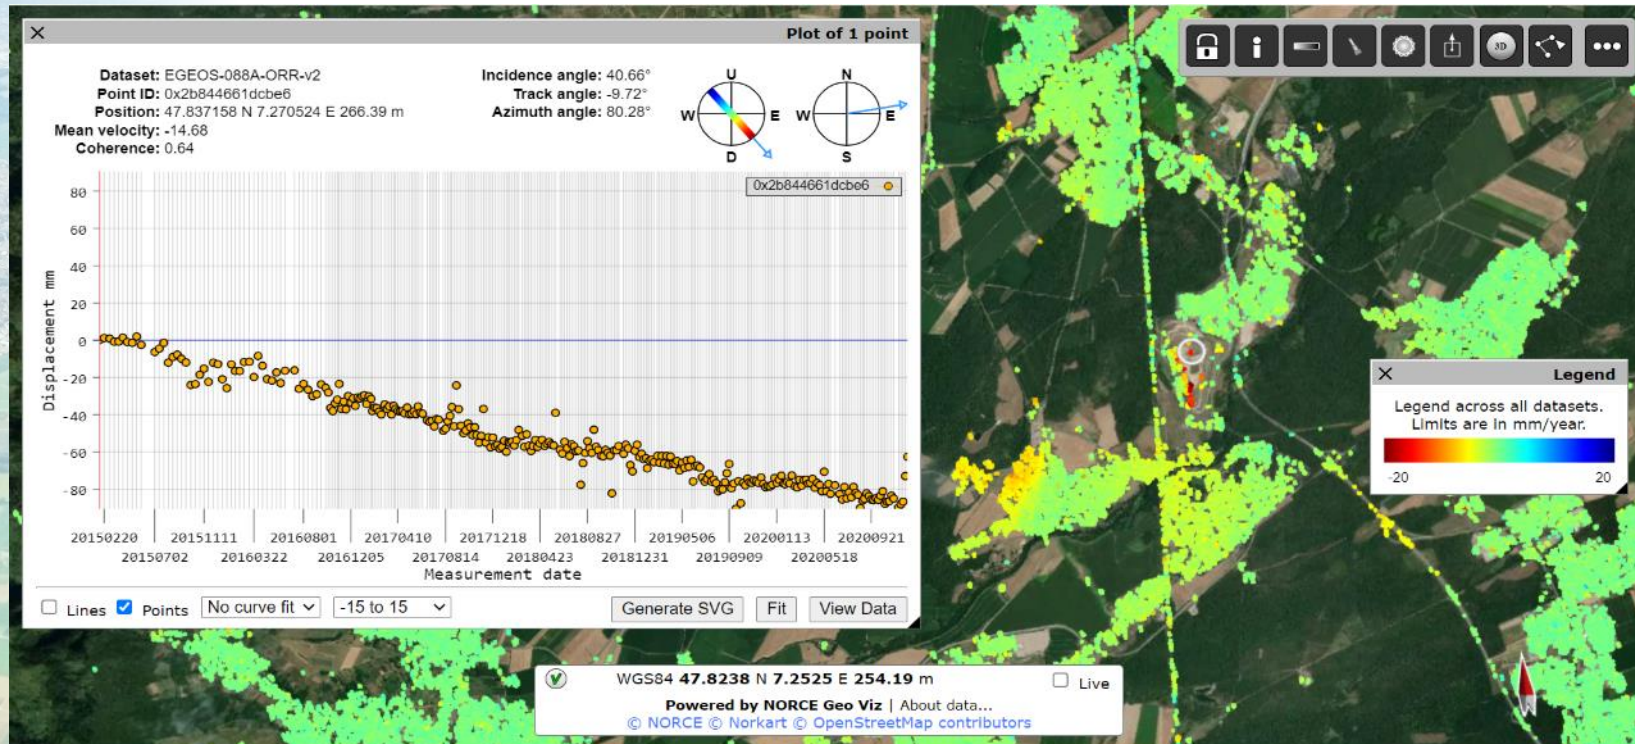 Plot of 1 point
Dataset: EGEOS-088A-ORR-v2
Point ID: 0x2b844661dcbe6
Position: 47.837158 N 7.270524 E 266.39 m
Mean velocity: -14.68
Coherence: 0.64
Incidence angle: 40.66°
Track angle: -9.72°
Azimuth angle: 80.28°
U
W E
D
N
W E
S
3D
0x2b844661dcbe6
Displacement mm
80
60
40
20
0
-20
-40
-60
-80
20150220 20151111 20160801 20170410 20171218 20180827 20190506 20200113 20200921
20150702 20160322 20161205 20170814 20180423 20181231 20190909 20200518
Measurement date
Lines Points No curve fit -15 to 15 Generate SVG Fit View Data
Legend
Legend across all datasets.
Limits are in mm/year.
-20 20
WGS84 47.8238 N 7.2525 E 254.19 m Live
Powered by NORCE Geo Viz | About data...
© NORCE © Norkart © OpenStreetMap contributors